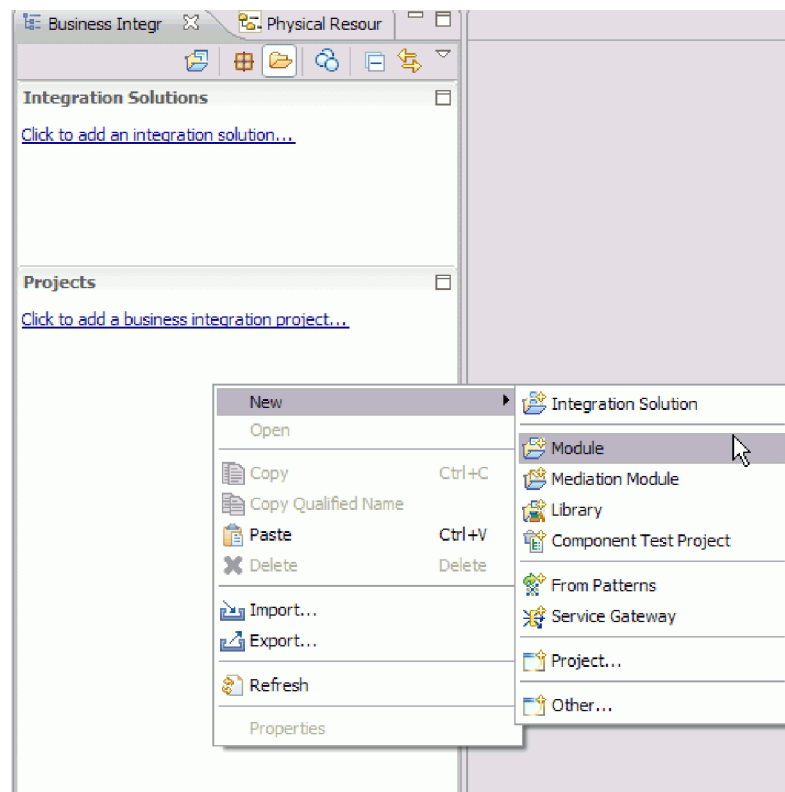 Business Integr Physical Resour
Integration Solutions
Click to add an integration solution...
Projects
Click to add a business integration project...
New
Open
Copy Ctrl+C
Copy Qualified Name
Paste Ctrl+V
Delete Delete
Import...
Export...
Refresh
Properties
Integration Solution
Module
Mediation Module
Library
Component Test Project
From Patterns
Service Gateway
Project...
Other...